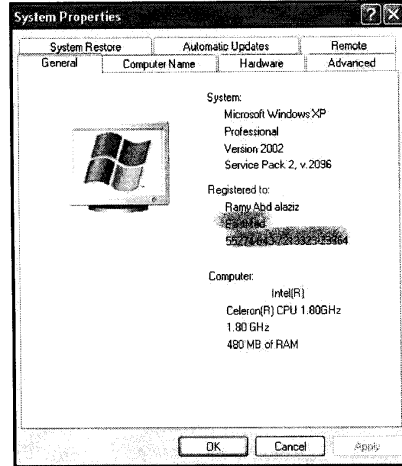 System Properties
System Restore Automatic Updates Remote
General Computer Name Hardware Advanced
System:
Microsoft Windows XP
Professional
Version 2002
Service Pack 2, v.2096
Registered to:
Ramy Abd alaziz
Computer:
Intel(R)
Celeron(R) CPU 1.80GHz
1.80 GHz
480 MB of RAM
OK Cancel Apply